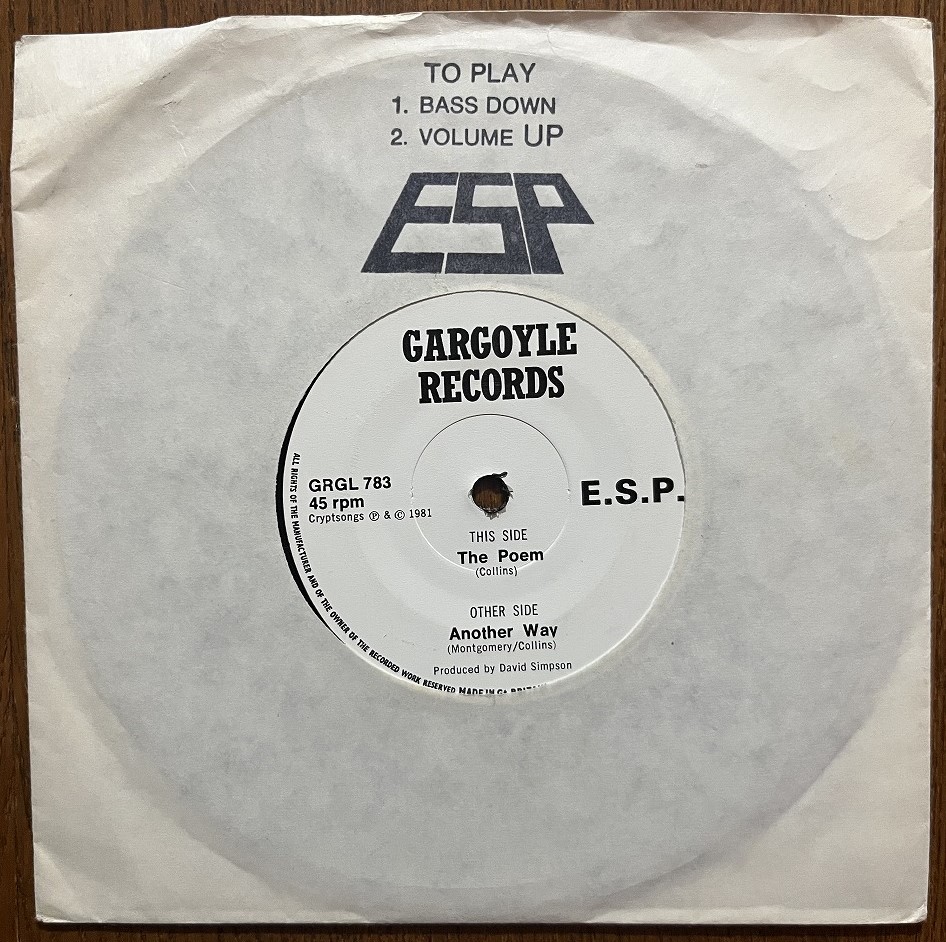 TO PLAY
1. BASS DOWN
2. VOLUME UP
ESP
GARGOYLE
RECORDS
GRGL 783
45 rpm
Cryptsongs ℗ & © 1981
E.S.P.
THIS SIDE
The Poem
(Collins)
OTHER SIDE
Another Way
(Montgomery/Collins)
Produced by David Simpson
ALL RIGHTS OF THE MANUFACTURER AND OF THE OWNER OF THE RECORDED WORK RESERVED MADE IN